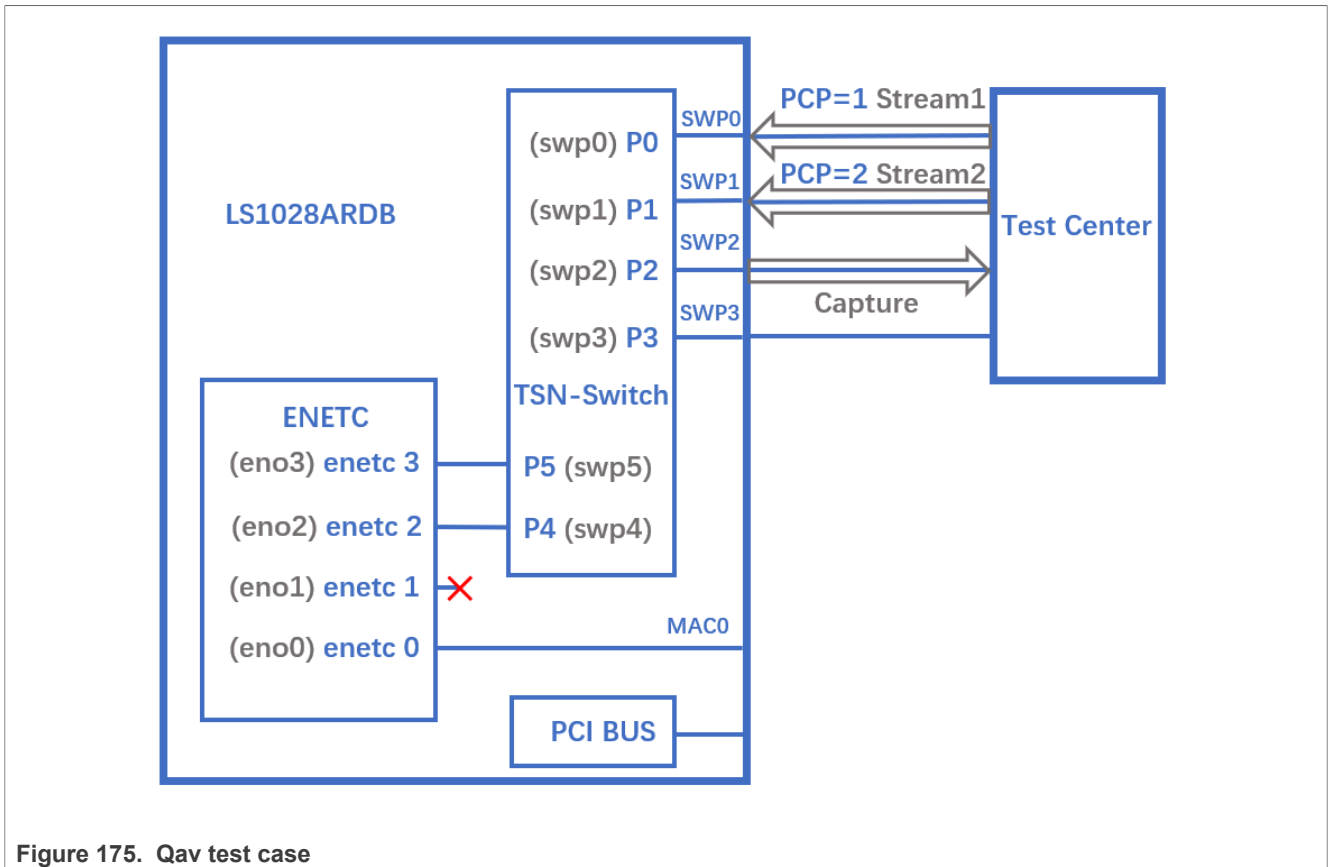 LS1028ARDB
(swp0) P0
(swp1) P1
(swp2) P2
(swp3) P3
TSN-Switch
P5 (swp5)
P4 (swp4)
SWP0
SWP1
SWP2
SWP3
PCP=1 Stream1
PCP=2 Stream2
Capture
Test Center
ENETC
(eno3) enetc 3
(eno2) enetc 2
(eno1) enetc 1
(eno0) enetc 0
MAC0
PCI BUS
Figure 175. Qav test case